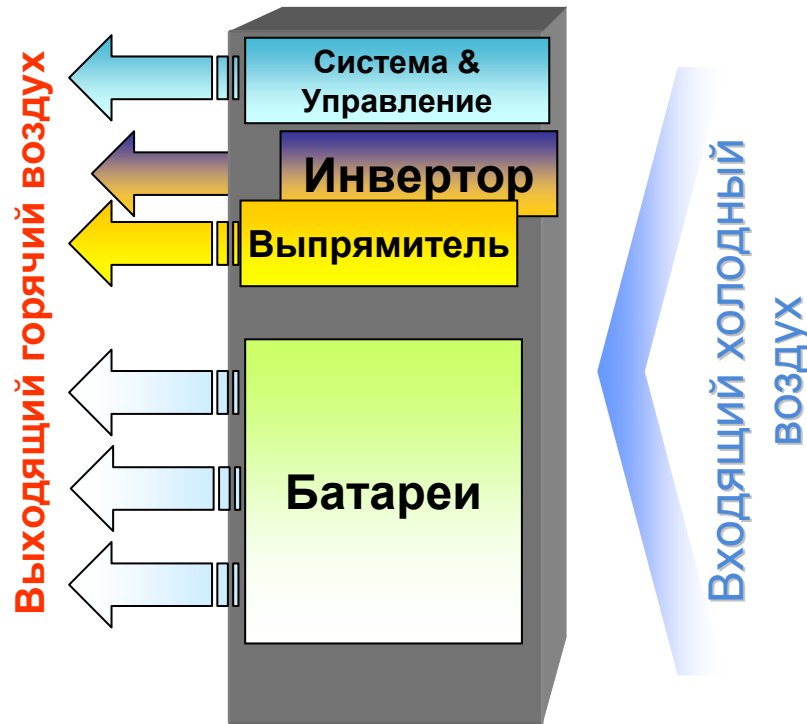 Выходящий горячий воздух
Система &
Управление
Инвертор
Выпрямитель
Батареи
Входящий холодный
воздух